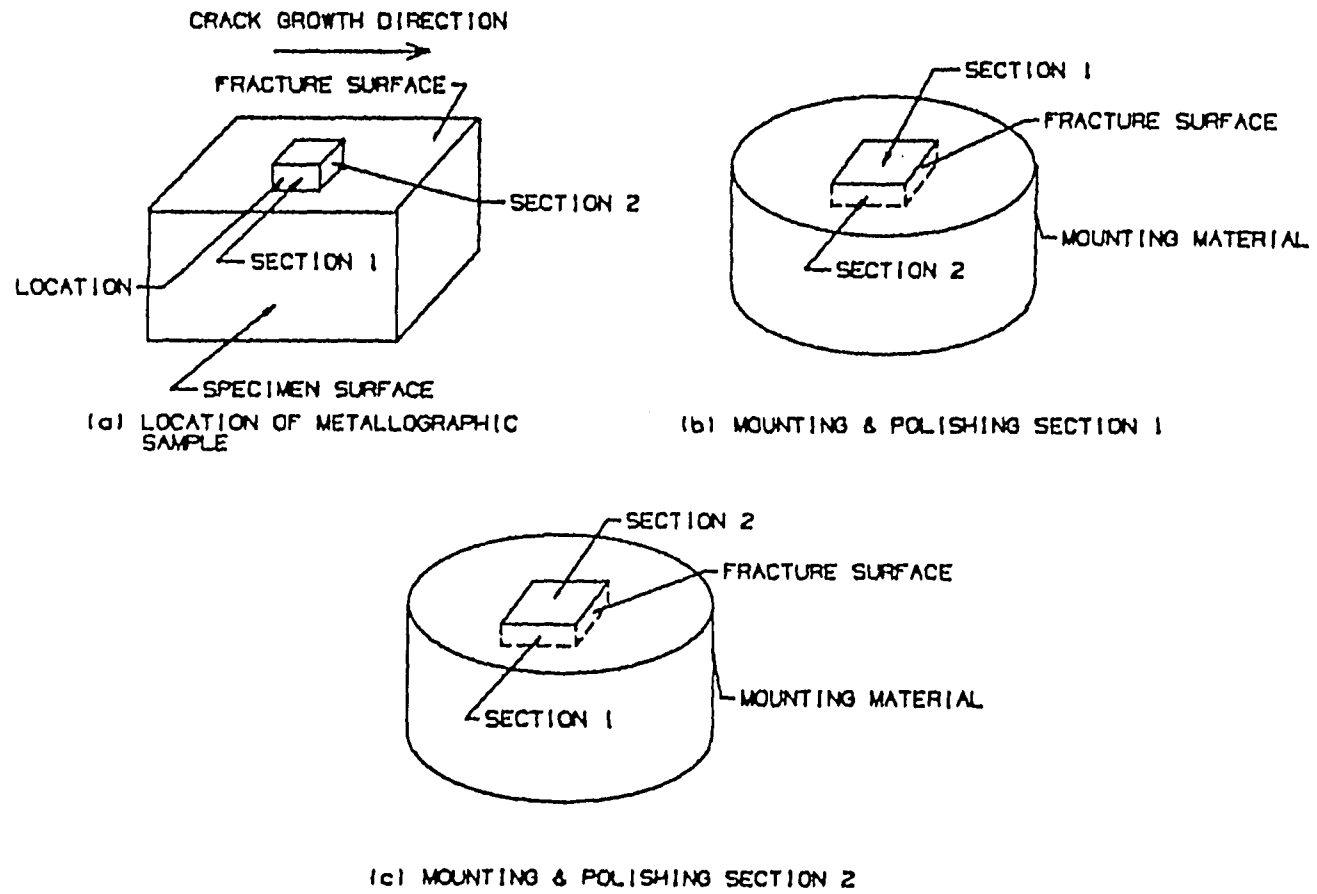 CRACK GROWTH DIRECTION
FRACTURE SURFACE
SECTION 2
SECTION 1
LOCATION
SPECIMEN SURFACE
(a) LOCATION OF METALLOGRAPHIC
SAMPLE
SECTION 1
FRACTURE SURFACE
MOUNTING MATERIAL
SECTION 2
(b) MOUNTING & POLISHING SECTION 1
SECTION 2
FRACTURE SURFACE
MOUNTING MATERIAL
SECTION 1
(c) MOUNTING & POLISHING SECTION 2